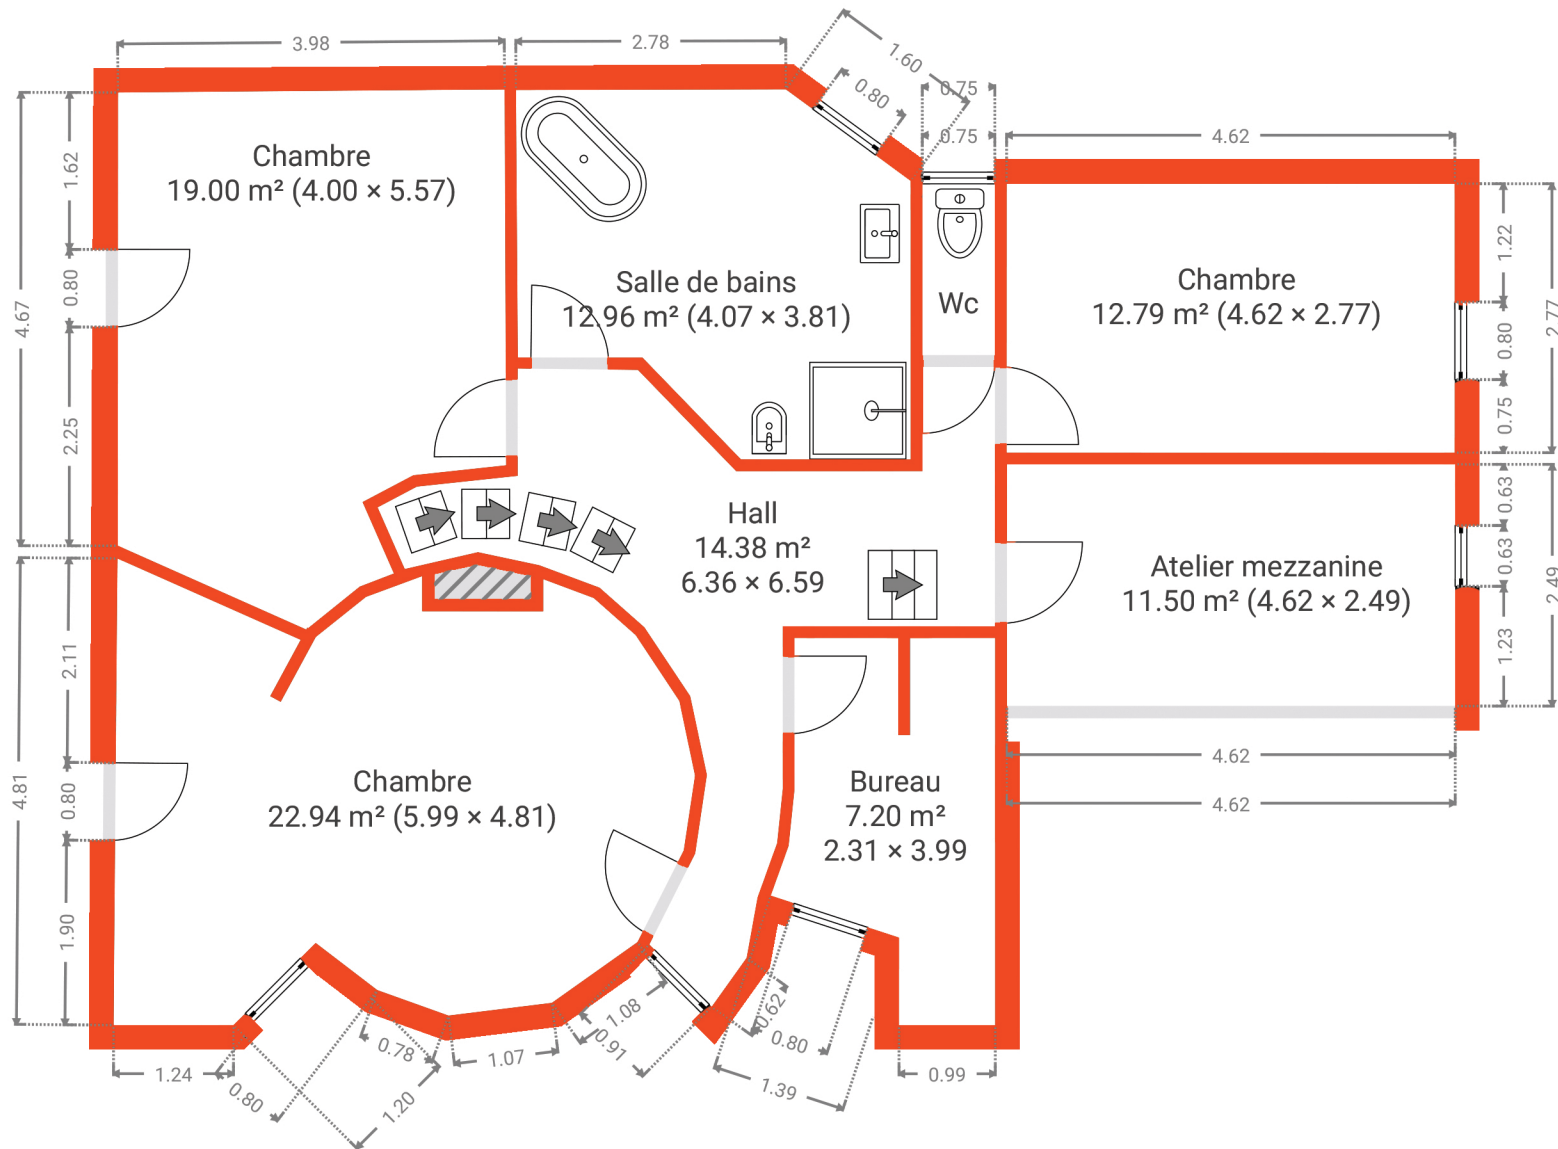 3.98
2.78
1.60
0.80
0.75
0.75
4.62
Chambre
19.00 m² (4.00 × 5.57)
1.62
0.80
4.67
2.25
Salle de bains
12.96 m² (4.07 × 3.81)
Wc
Chambre
12.79 m² (4.62 × 2.77)
1.22
0.80
2.77
0.75
Hall
14.38 m²
6.36 × 6.59
Atelier mezzanine
11.50 m² (4.62 × 2.49)
0.63
0.63
2.49
1.23
4.62
4.62
2.11
0.80
4.81
1.90
Chambre
22.94 m² (5.99 × 4.81)
Bureau
7.20 m²
2.31 × 3.99
1.24
0.80
0.78
1.20
1.07
1.08
0.91
0.62
0.80
1.39
0.99